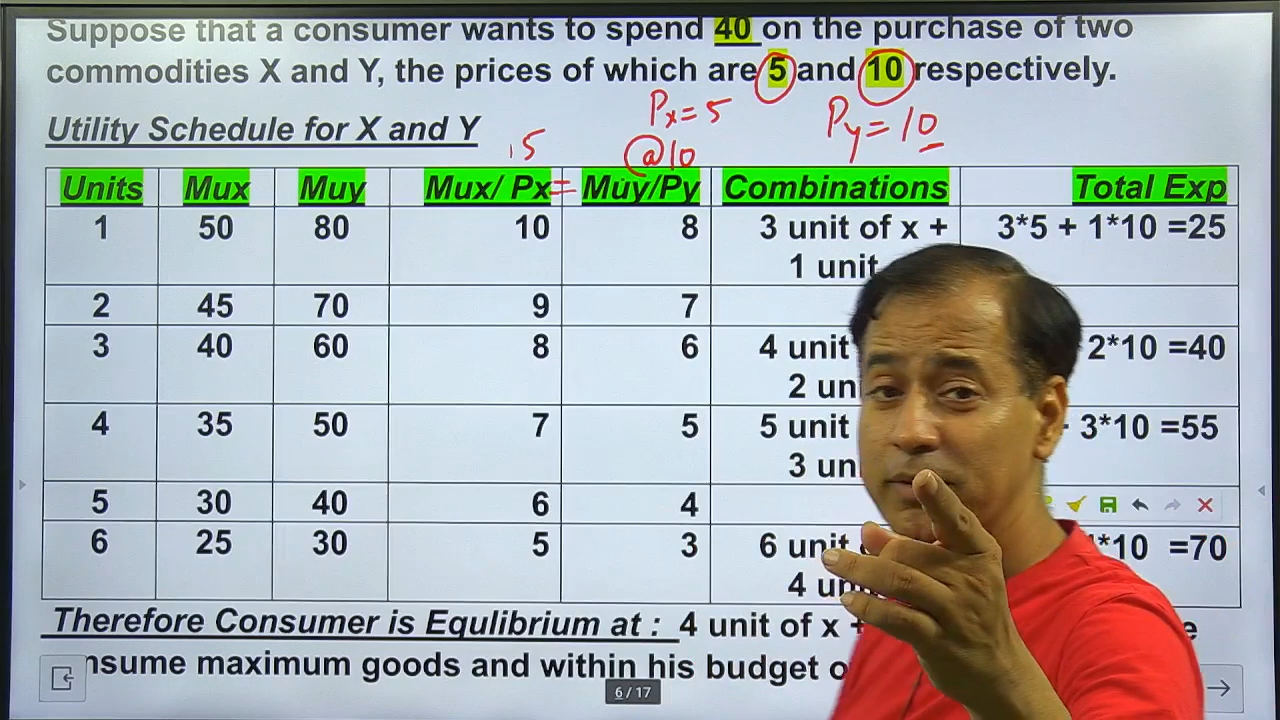 Suppose that a consumer wants to spend 40 on the purchase of two
commodities X and Y, the prices of which are 5 and 10 respectively.
Px = 5
Py = 10
Utility Schedule for X and Y
15
@10
Units Mux Muy Mux/ Px = Muy/Py Combinations Total Exp
1 50 80 10 8 3 unit of x + 3*5 + 1*10 =25
1 unit
2 45 70 9 7
3 40 60 8 6 4 unit 2*10 =40
2 un
4 35 50 7 5 5 unit 3*10 =55
3 un
5 30 40 6 4
6 25 30 5 3 6 unit *10 =70
4 un
Therefore Consumer is Equlibrium at : 4 unit of x +
nsume maximum goods and within his budget o
6 / 17